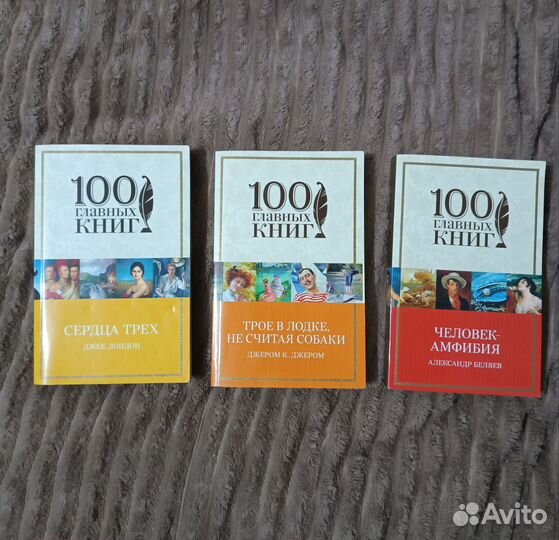 100
ГЛАВНЫХ
КНИГ
СЕРДЦА ТРЕХ
ДЖЕК ЛОНДОН
100
ГЛАВНЫХ
КНИГ
ТРОЕ В ЛОДКЕ,
НЕ СЧИТАЯ СОБАКИ
ДЖЕРОМ К. ДЖЕРОМ
100
ГЛАВНЫХ
КНИГ
ЧЕЛОВЕК-
АМФИБИЯ
АЛЕКСАНДР БЕЛЯЕВ
Avito